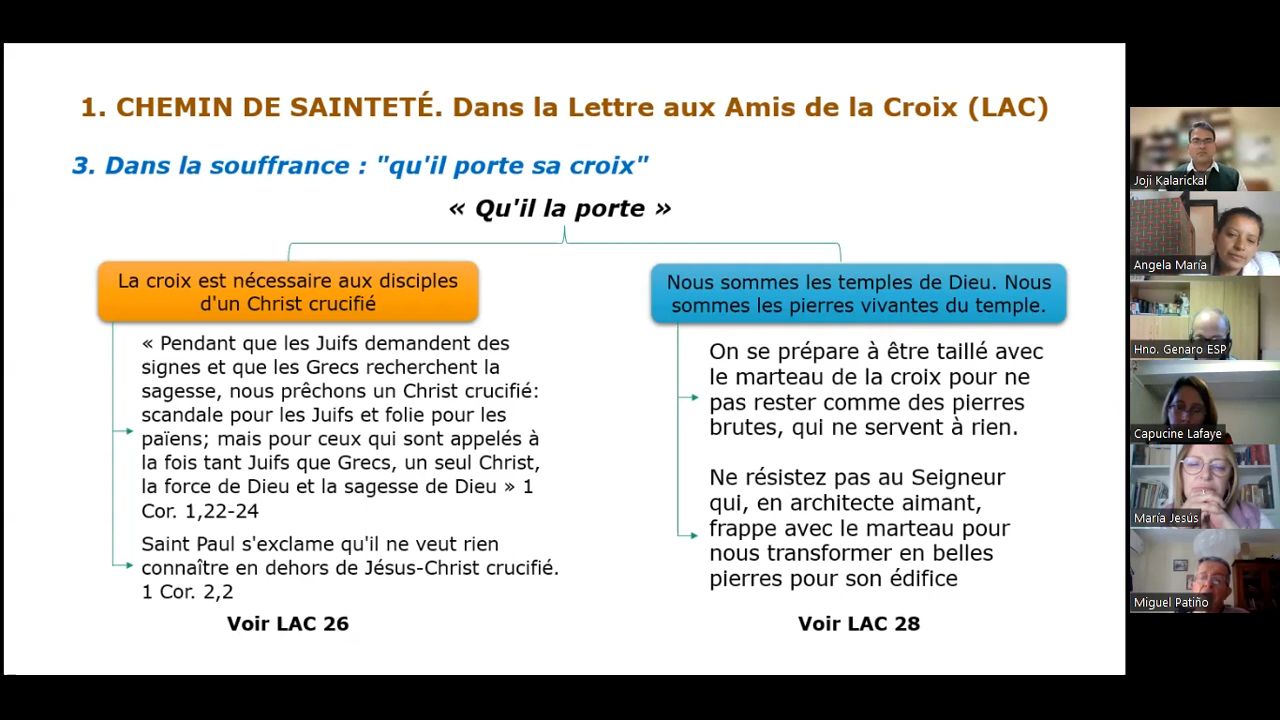 1. CHEMIN DE SAINTETÉ. Dans la Lettre aux Amis de la Croix (LAC)
3. Dans la souffrance : "qu'il porte sa croix"
« Qu'il la porte »
La croix est nécessaire aux disciples
d'un Christ crucifié
« Pendant que les Juifs demandent des
signes et que les Grecs recherchent la
sagesse, nous prêchons un Christ crucifié:
scandale pour les Juifs et folie pour les
païens; mais pour ceux qui sont appelés à
la fois tant Juifs que Grecs, un seul Christ,
la force de Dieu et la sagesse de Dieu » 1
Cor. 1,22-24
Saint Paul s'exclame qu'il ne veut rien
connaître en dehors de Jésus-Christ crucifié.
1 Cor. 2,2
Voir LAC 26
Nous sommes les temples de Dieu. Nous
sommes les pierres vivantes du temple.
On se prépare à être taillé avec
le marteau de la croix pour ne
pas rester comme des pierres
brutes, qui ne servent à rien.
Ne résistez pas au Seigneur
qui, en architecte aimant,
frappe avec le marteau pour
nous transformer en belles
pierres pour son édifice
Voir LAC 28
Joji Kalarickal
Angela María
Hno. Genaro ESP
Capucine Lafaye
María Jesús
Miguel Patiño